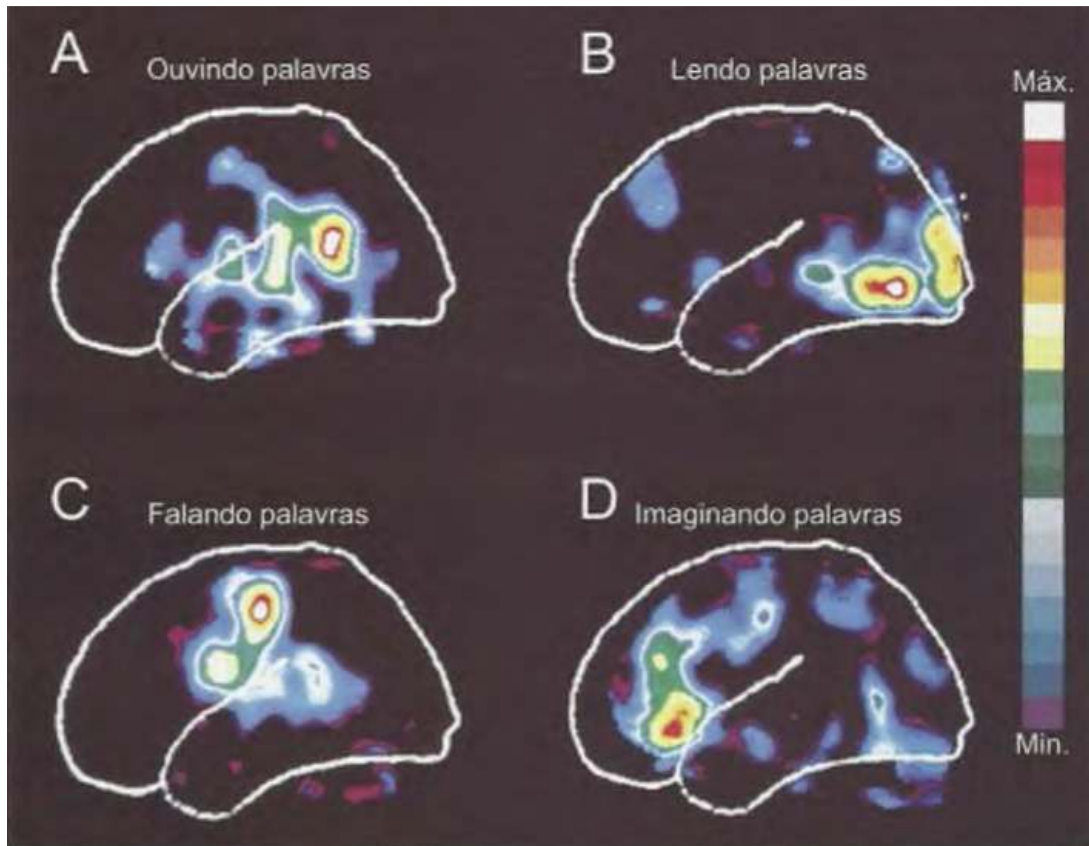 A
Ouvindo palavras
B
Lendo palavras
Máx.
C
Falando palavras
D
Imaginando palavras
Min.